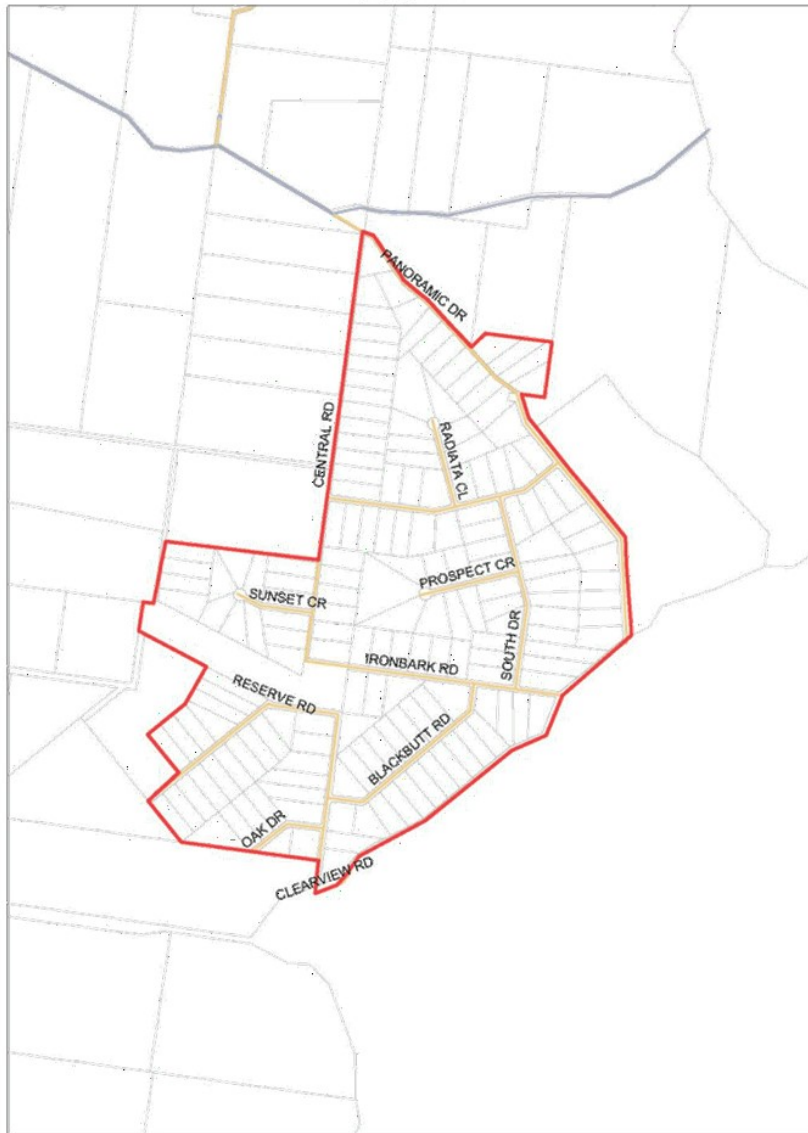 PANORAMIC DR
CENTRAL RD
RADIATA CL
PROSPECT CR
SUNSET CR
SOUTH DR
IRONBARK RD
RESERVE RD
BLACKBUTT RD
OAK DR
CLEARVIEW RD